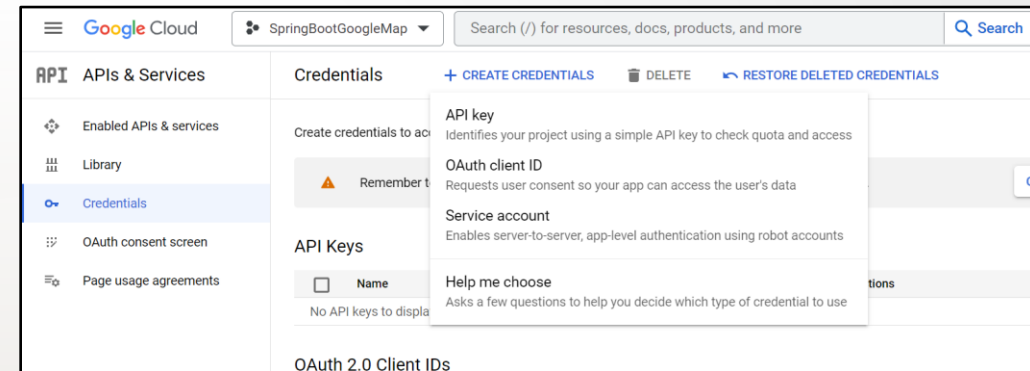 Google Cloud
SpringBootGoogleMap
Search (/) for resources, docs, products, and more
Search
API APIs & Services
Credentials
+ CREATE CREDENTIALS
DELETE
RESTORE DELETED CREDENTIALS
Enabled APIs & services
Library
Credentials
OAuth consent screen
Page usage agreements
Create credentials to
Remember
API key
Identifies your project using a simple API key to check quota and access
OAuth client ID
Requests user consent so your app can access the user's data
Service account
Enables server-to-server, app-level authentication using robot accounts
Help me choose
Asks a few questions to help you decide which type of credential to use
API Keys
Name
No API keys to
OAuth 2.0 Client IDs